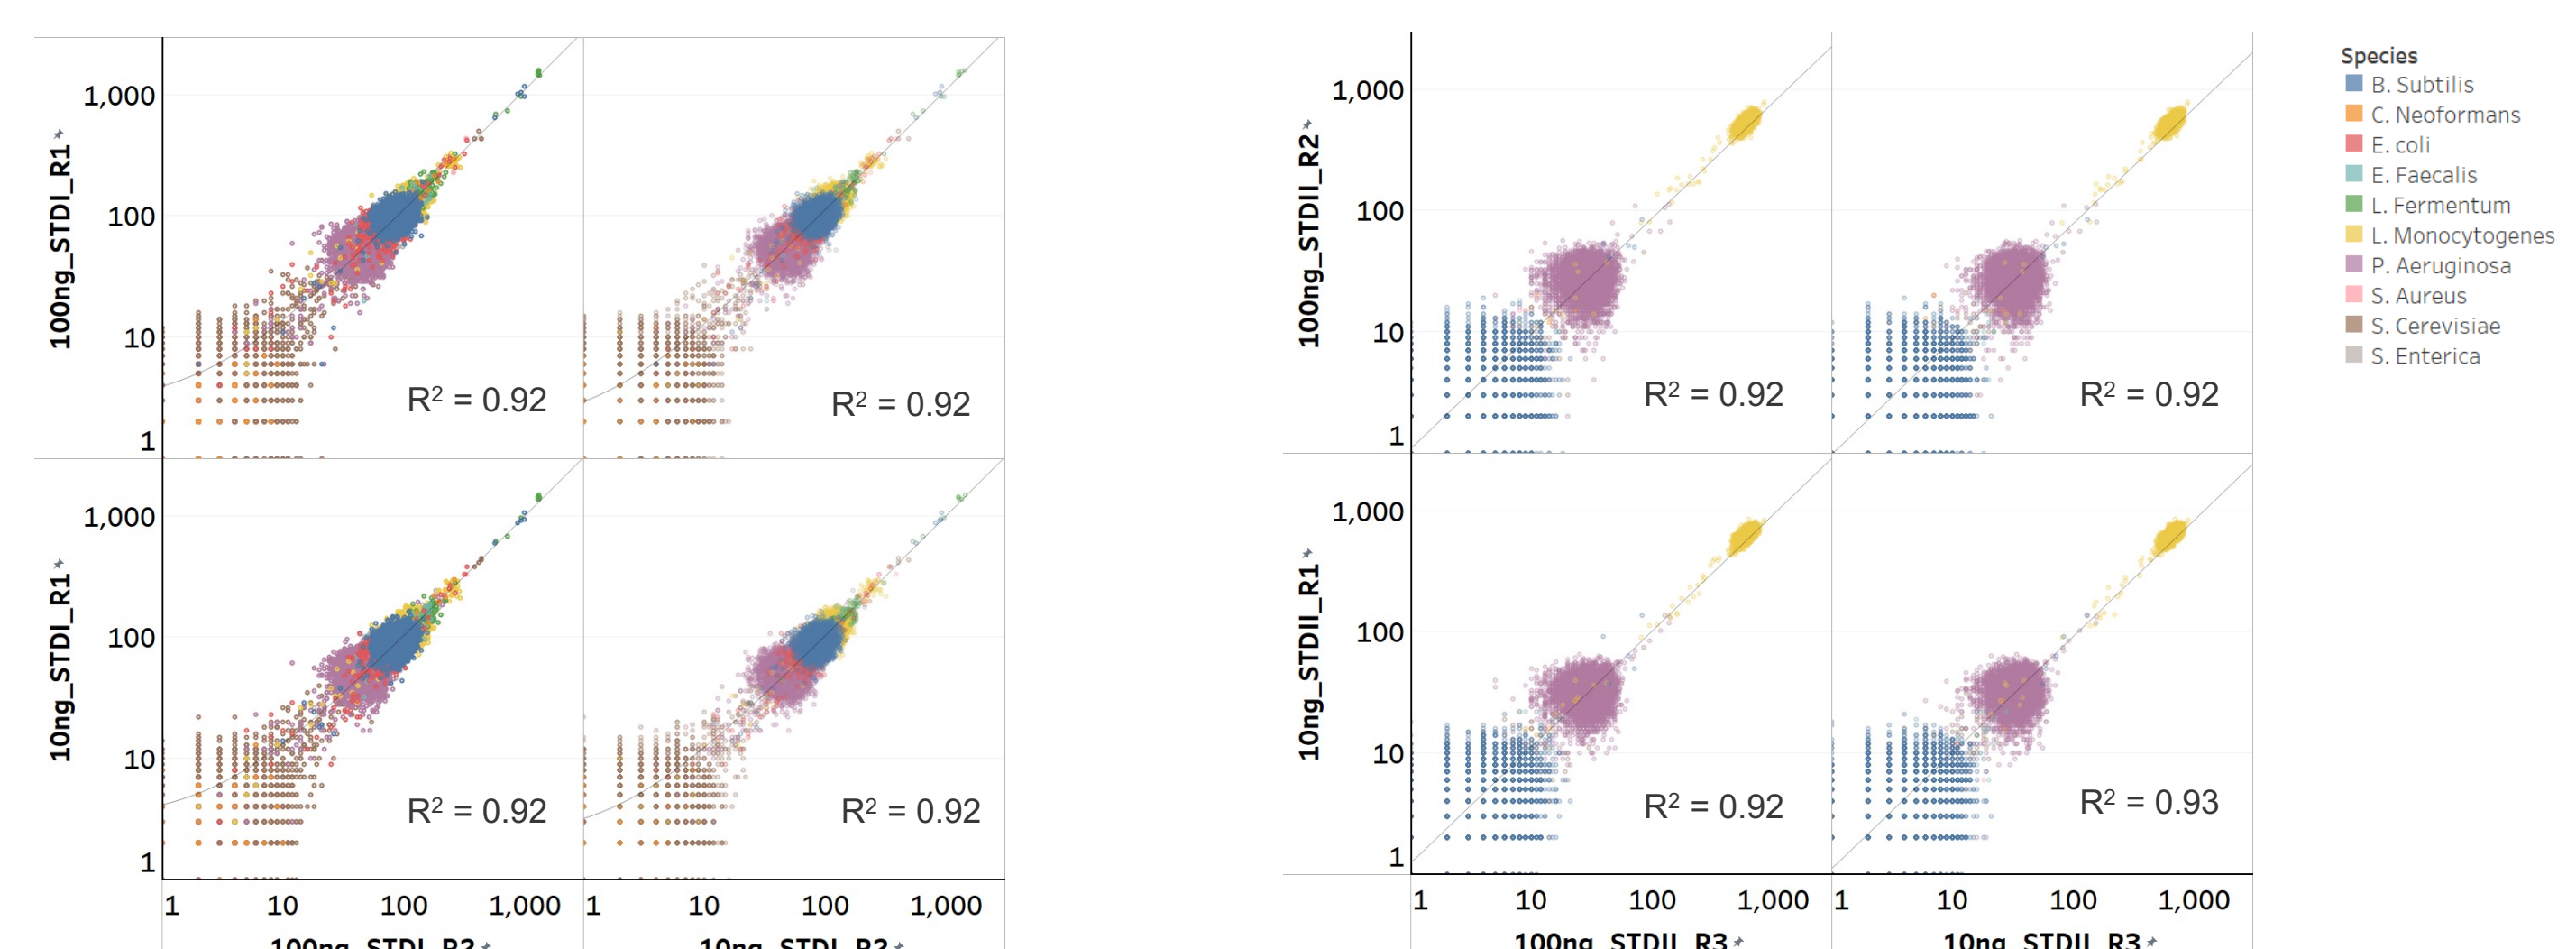 1,000
100
10
1
100ng_STDI_R1
R² = 0.92
R² = 0.92
1,000
100
10
1
10ng_STDI_R1
R² = 0.92
R² = 0.92
1 10 100 1,000 1 10 100 1,000
100ng_STDI_R2 10ng_STDI_R2
1,000
100
10
1
100ng_STDII_R2
R² = 0.92
R² = 0.92
1,000
100
10
1
10ng_STDII_R1
R² = 0.92
R² = 0.93
1 10 100 1,000 1 10 100 1,000
100ng_STDII_R3 10ng_STDII_R3
Species
B. Subtilis
C. Neoformans
E. coli
E. Faecalis
L. Fermentum
L. Monocytogenes
P. Aeruginosa
S. Aureus
S. Cerevisiae
S. Enterica